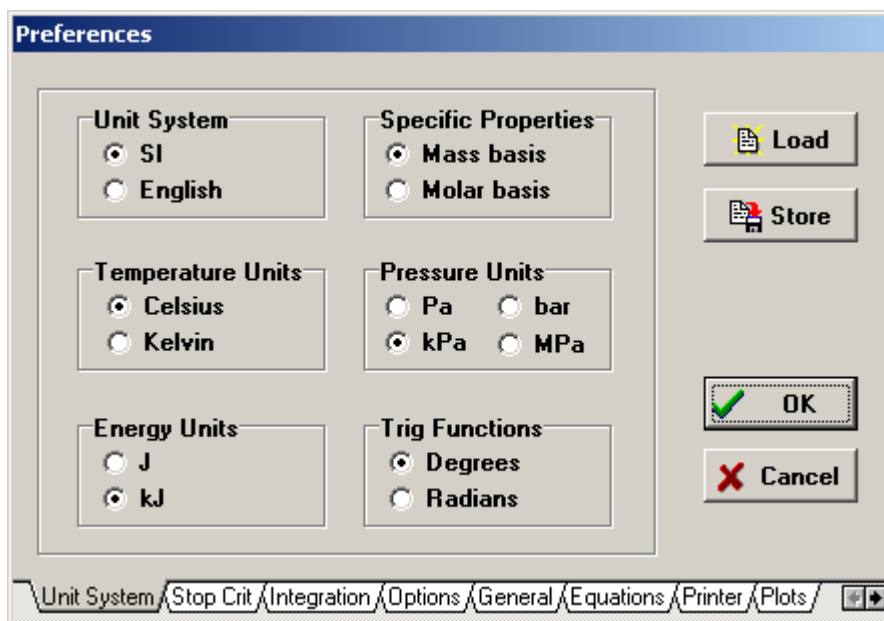 Preferences
Unit System
SI
English
Specific Properties
Mass basis
Molar basis
Temperature Units
Celsius
Kelvin
Pressure Units
Pa
bar
kPa
MPa
Energy Units
J
kJ
Trig Functions
Degrees
Radians
Load
Store
OK
Cancel
Unit System Stop Crit Integration Options General Equations Printer Plots